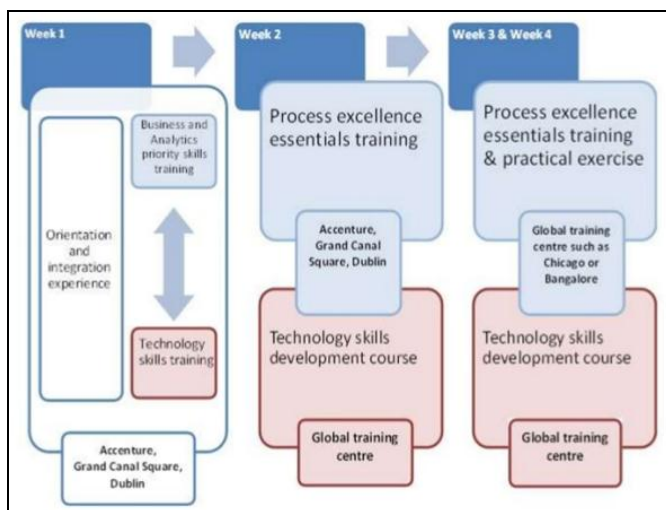 Week 1
Orientation
and
integration
experience
Business and
Analytics
priority skills
training
Technology
skills training
Accenture,
Grand Canal Square,
Dublin
Week 2
Process excellence
essentials training
Accenture,
Grand Canal
Square, Dublin
Technology skills
development course
Global training
centre
Week 3 & Week 4
Process excellence
essentials training
& practical exercise
Global training
centre such as
Chicago or
Bangalore
Technology skills
development course
Global training
centre